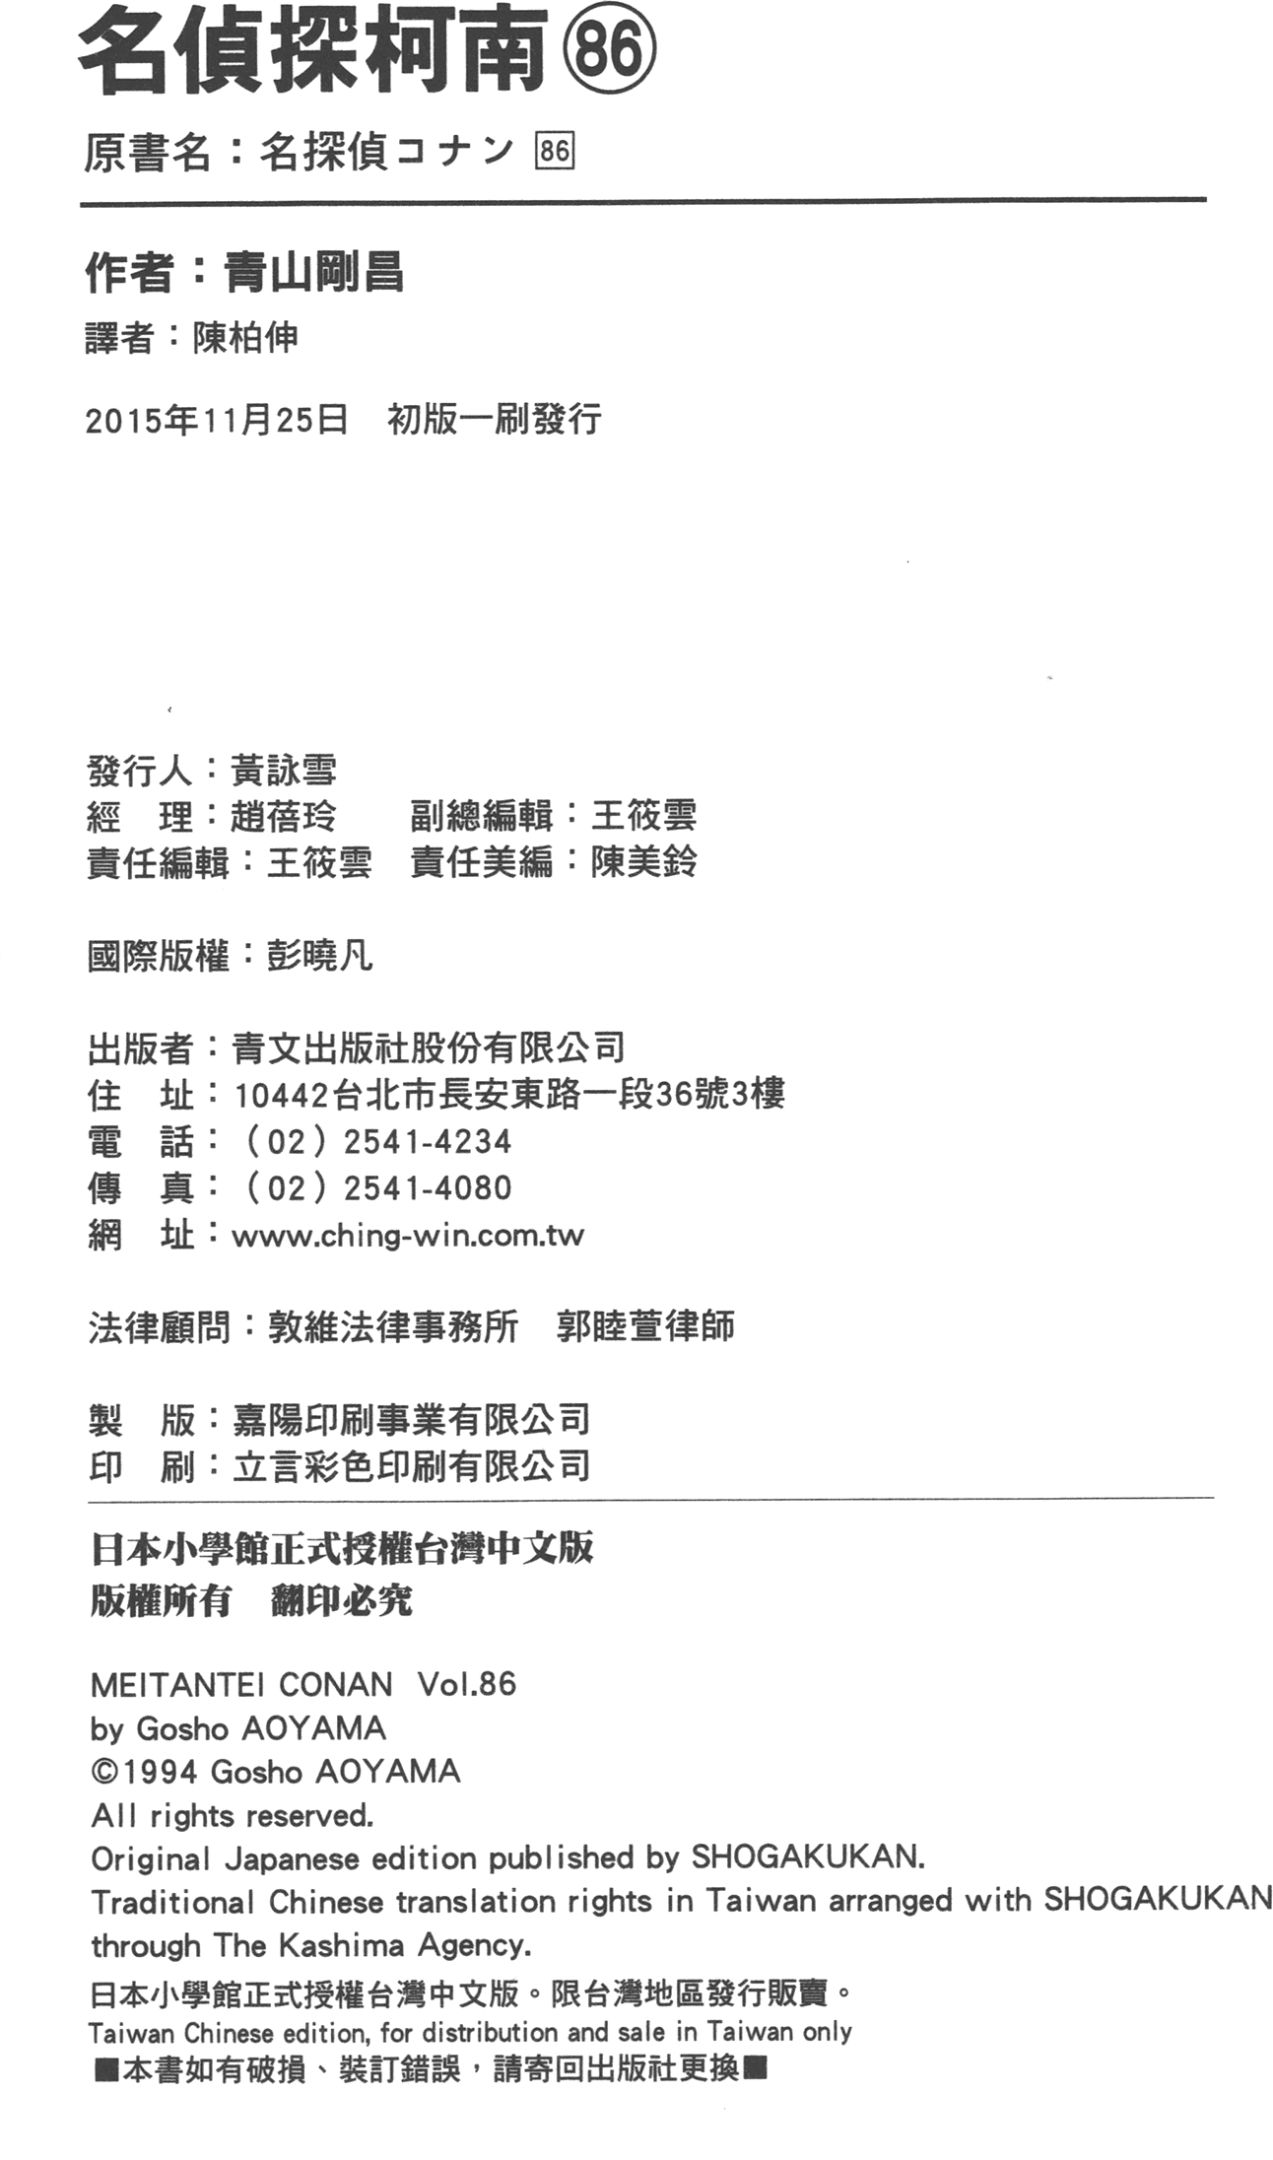 名偵探柯南86
原書名：名探偵コナン 86
作者：青山剛昌
譯者：陳柏伸
2015年11月25日　初版一刷發行
發行人：黃詠雪
經　理：趙蓓玲　　副總編輯：王筱雲
責任編輯：王筱雲　責任美編：陳美鈴
國際版權：彭曉凡
出版者：青文出版社股份有限公司
住　址：10442台北市長安東路一段36號3樓
電　話：（02）2541-4234
傳　真：（02）2541-4080
網　址：www.ching-win.com.tw
法律顧問：敦維法律事務所　郭睦萱律師
製　版：嘉陽印刷事業有限公司
印　刷：立言彩色印刷有限公司
日本小學館正式授權台灣中文版
版權所有　翻印必究
MEITANTEI CONAN Vol.86
by Gosho AOYAMA
©1994 Gosho AOYAMA
All rights reserved.
Original Japanese edition published by SHOGAKUKAN.
Traditional Chinese translation rights in Taiwan arranged with SHOGAKUKAN
through The Kashima Agency.
日本小學館正式授權台灣中文版。限台灣地區發行販賣。
Taiwan Chinese edition, for distribution and sale in Taiwan only
■本書如有破損、裝訂錯誤，請寄回出版社更換■